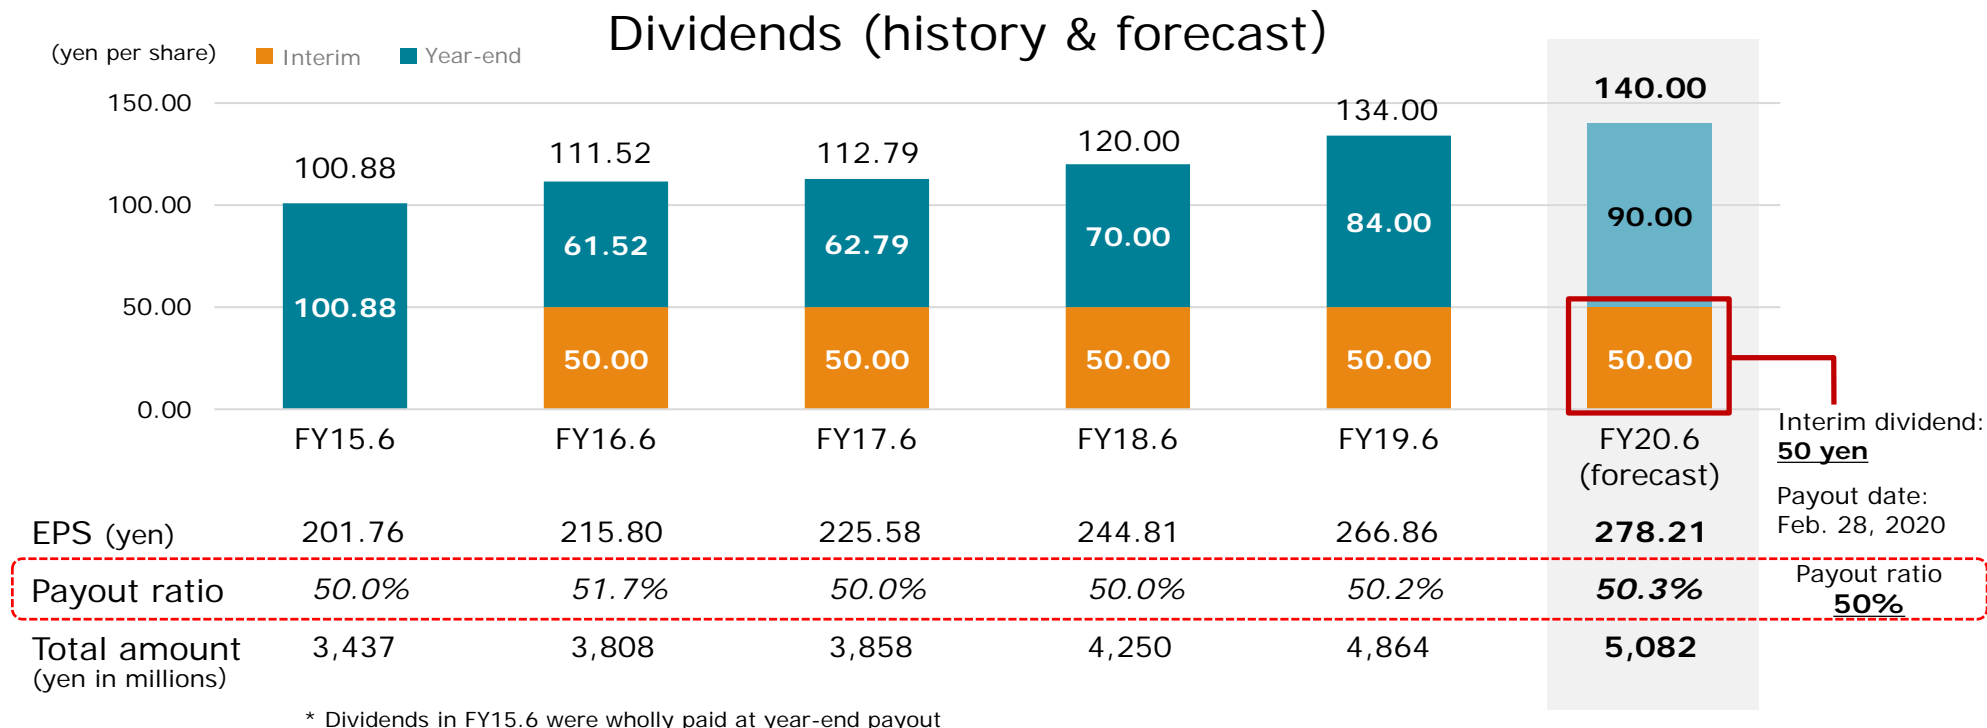 Dividends (history & forecast)
(yen per share)
Interim
Year-end
150.00
100.00
50.00
0.00
100.88
100.88
111.52
61.52
50.00
112.79
62.79
50.00
120.00
70.00
50.00
134.00
84.00
50.00
140.00
90.00
50.00
FY15.6 FY16.6 FY17.6 FY18.6 FY19.6 FY20.6
(forecast)
Interim dividend:
50 yen
Payout date:
Feb. 28, 2020
EPS (yen) 201.76 215.80 225.58 244.81 266.86 278.21
Payout ratio 50.0% 51.7% 50.0% 50.0% 50.2% 50.3%
Payout ratio
50%
Total amount 3,437 3,808 3,858 4,250 4,864 5,082
(yen in millions)
* Dividends in FY15.6 were wholly paid at year-end payout